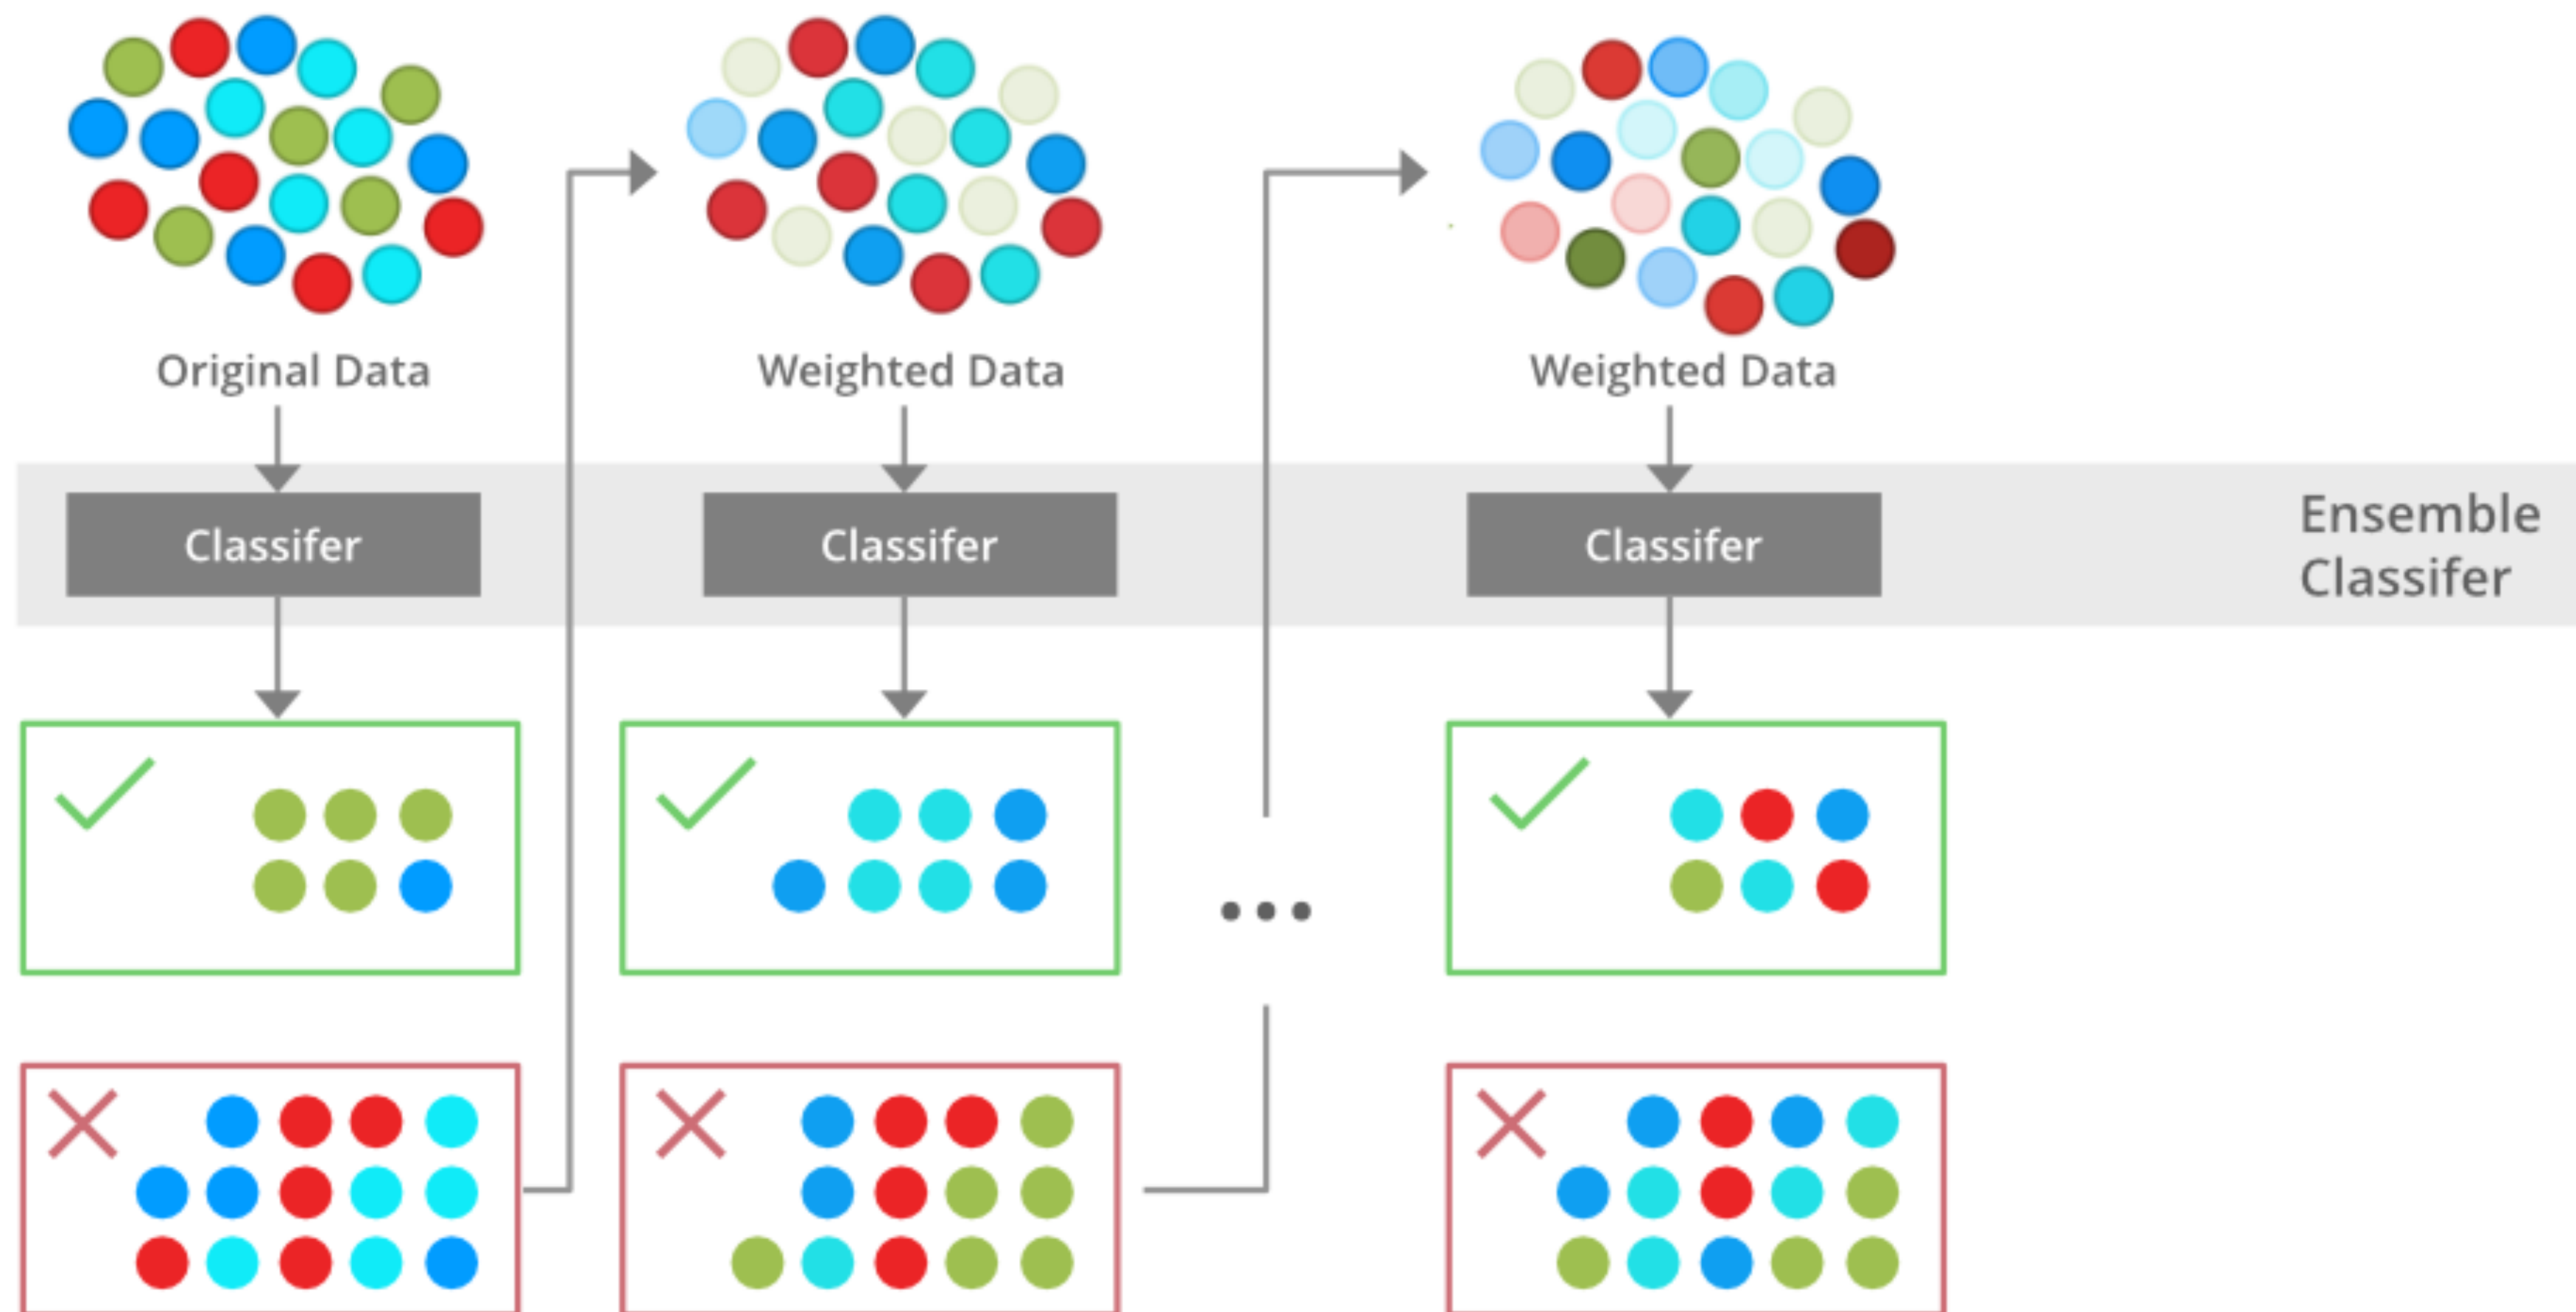 Original Data
Weighted Data
Weighted Data
Classifer
Classifer
Classifer
Ensemble
Classifer